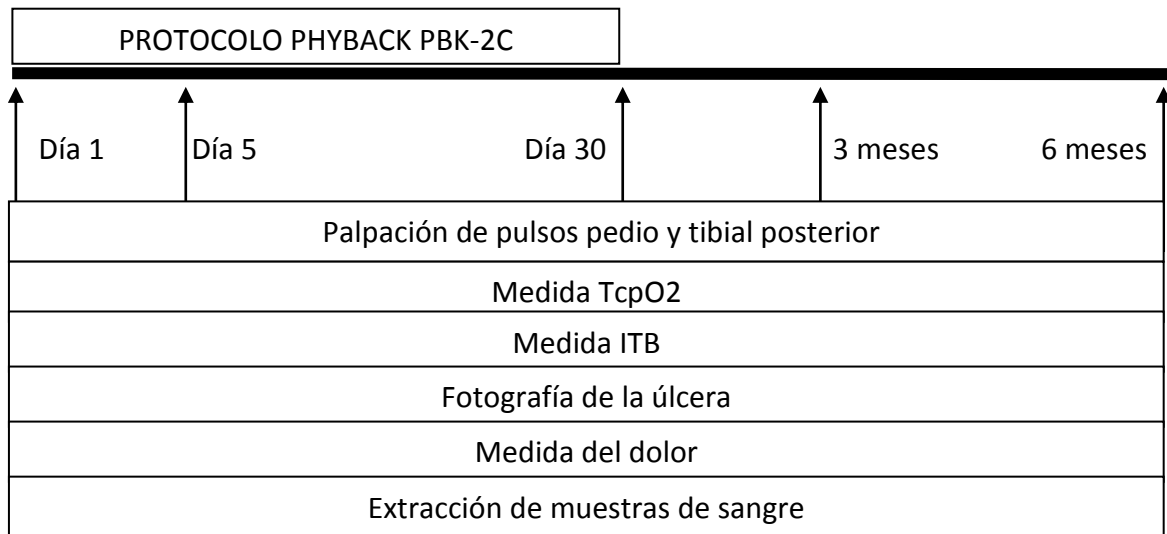 PROTOCOLO PHYBACK PBK-2C
Día 1 Día 5 Día 30 3 meses 6 meses
Palpación de pulsos pedio y tibial posterior
Medida TcpO2
Medida ITB
Fotografía de la úlcera
Medida del dolor
Extracción de muestras de sangre